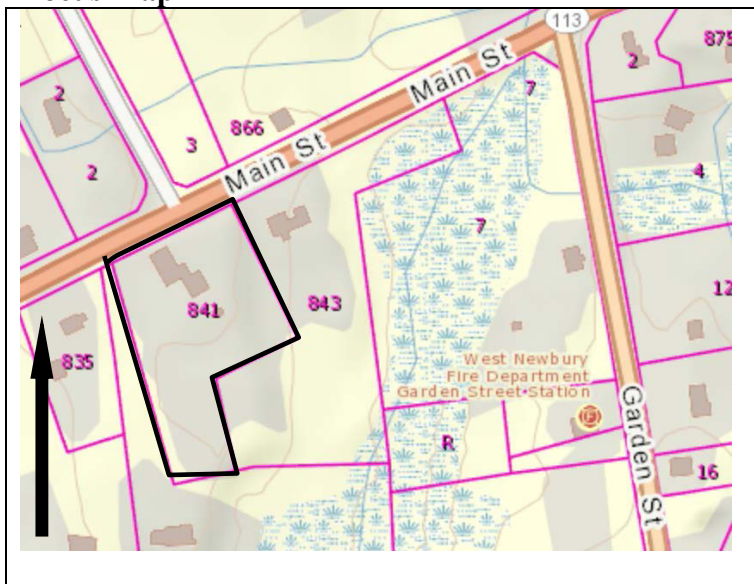 113
Main St
7
2
875
2
3
866
Main St
2
4
7
841
843
12
835
West Newbury
Fire Department
Garden Street Station
F
R
Garden St
16